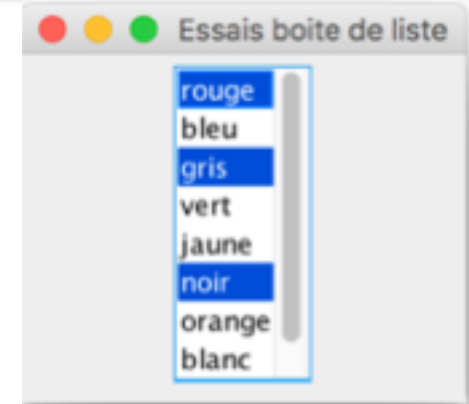 Essais boite de liste
rouge
bleu
gris
vert
jaune
noir
orange
blanc